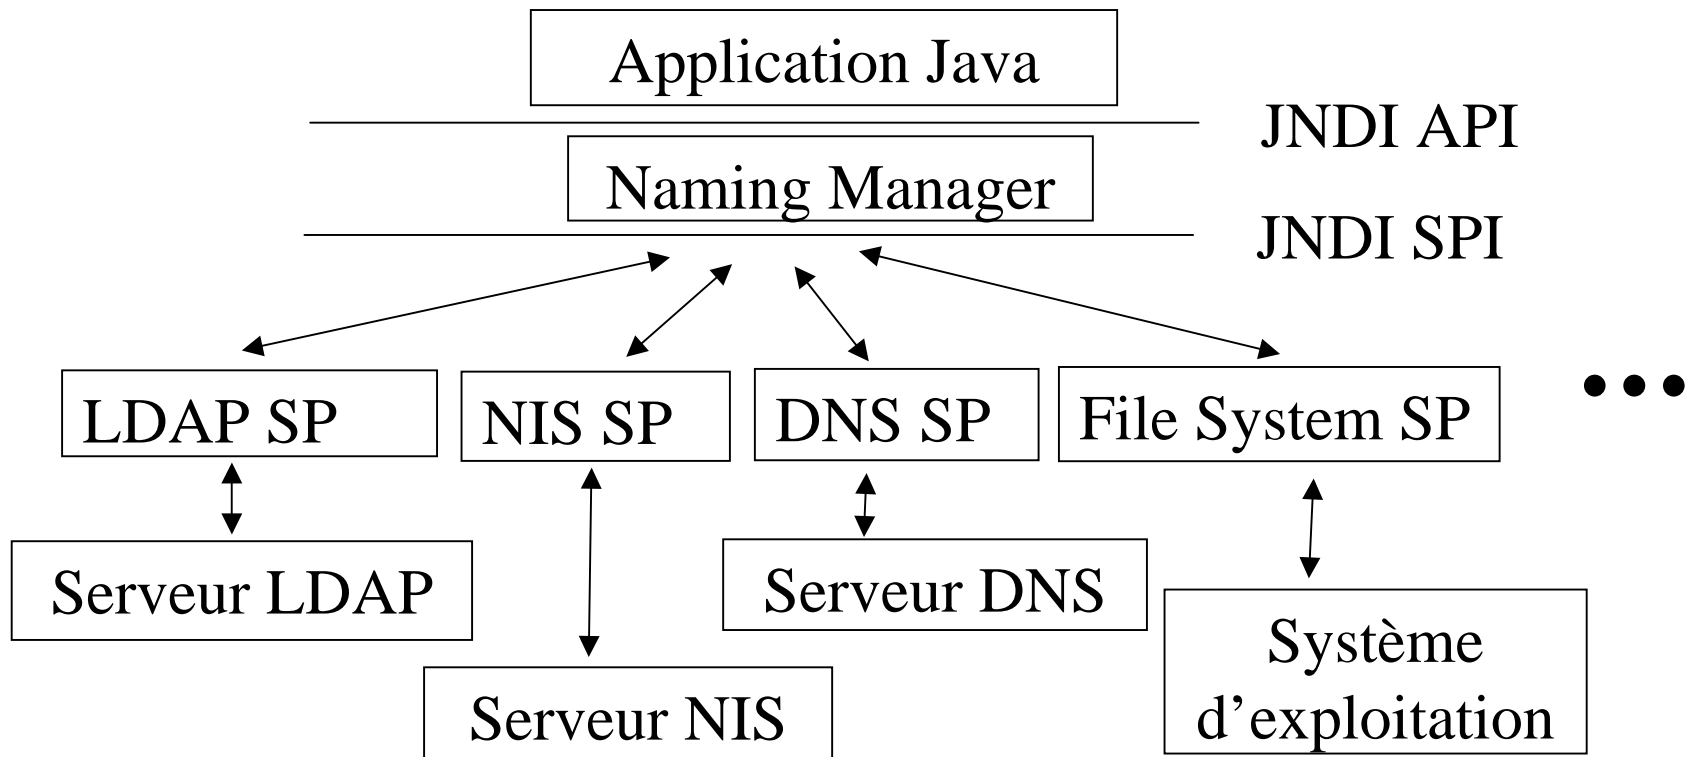 Application Java
JNDI API
Naming Manager
JNDI SPI
LDAP SP
NIS SP
DNS SP
File System SP
Serveur LDAP
Serveur DNS
Système
d’exploitation
Serveur NIS